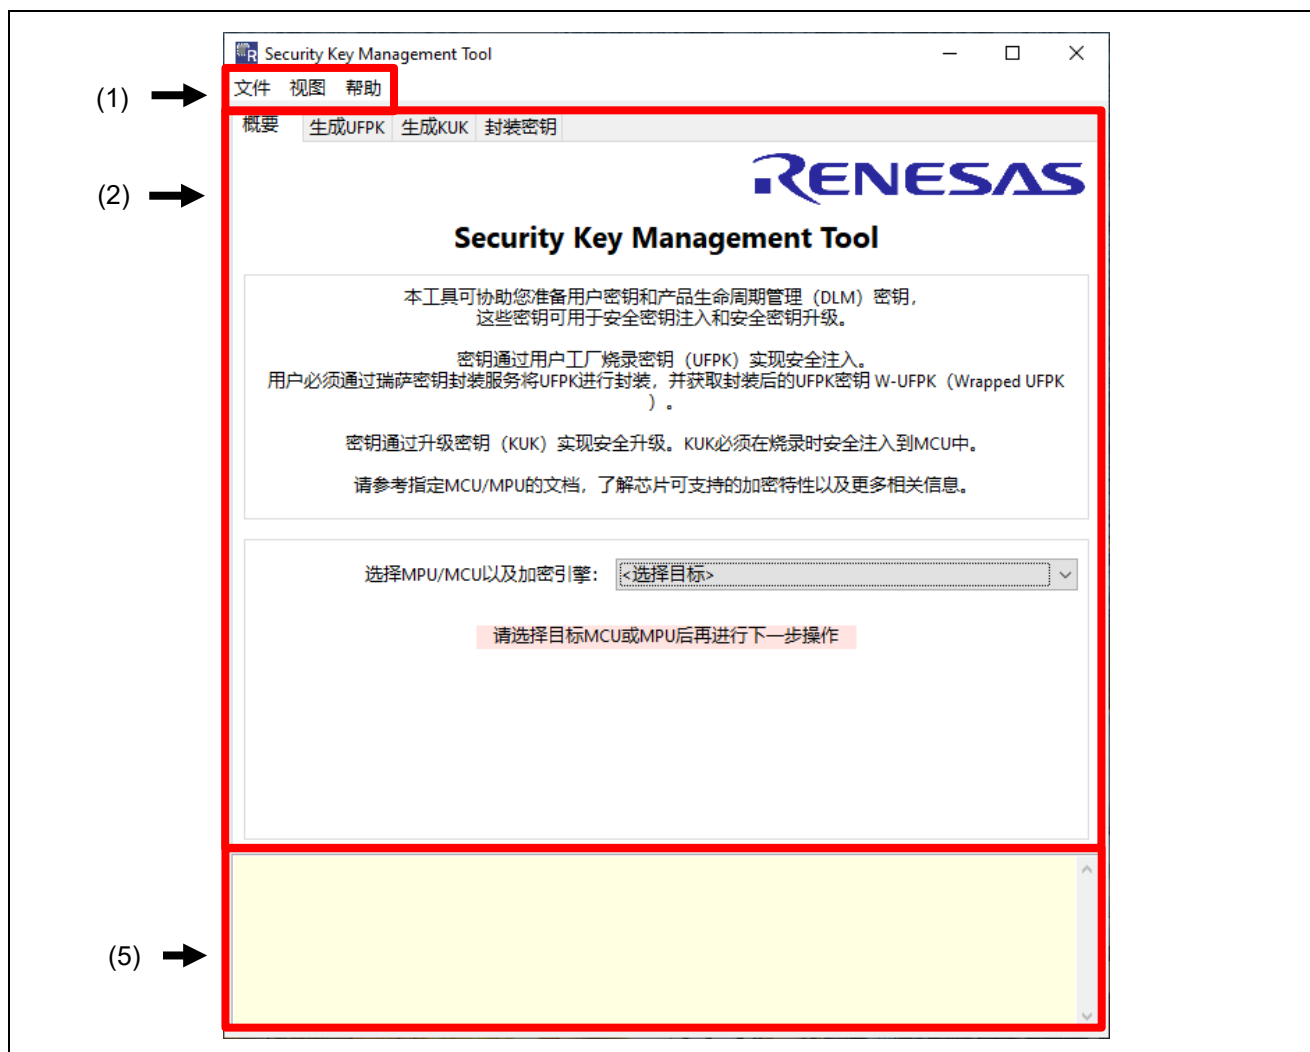 Security Key Management Tool
(1)
文件 视图 帮助
概要 生成UFPK 生成KUK 封装密钥
(2)
RENESAS
Security Key Management Tool
本工具可协助您准备用户密钥和产品生命周期管理（DLM）密钥，
这些密钥可用于安全密钥注入和安全密钥升级。
密钥通过用户工厂烧录密钥（UFPK）实现安全注入。
用户必须通过瑞萨密钥封装服务将UFPK进行封装，并获取封装后的UFPK密钥 W-UFPK（Wrapped UFPK
）。
密钥通过升级密钥（KUK）实现安全升级。KUK必须在烧录时安全注入到MCU中。
请参考指定MCU/MPU的文档，了解芯片可支持的加密特性以及更多相关信息。
选择MPU/MCU以及加密引擎： <选择目标>
请选择目标MCU或MPU后再进行下一步操作
(5)